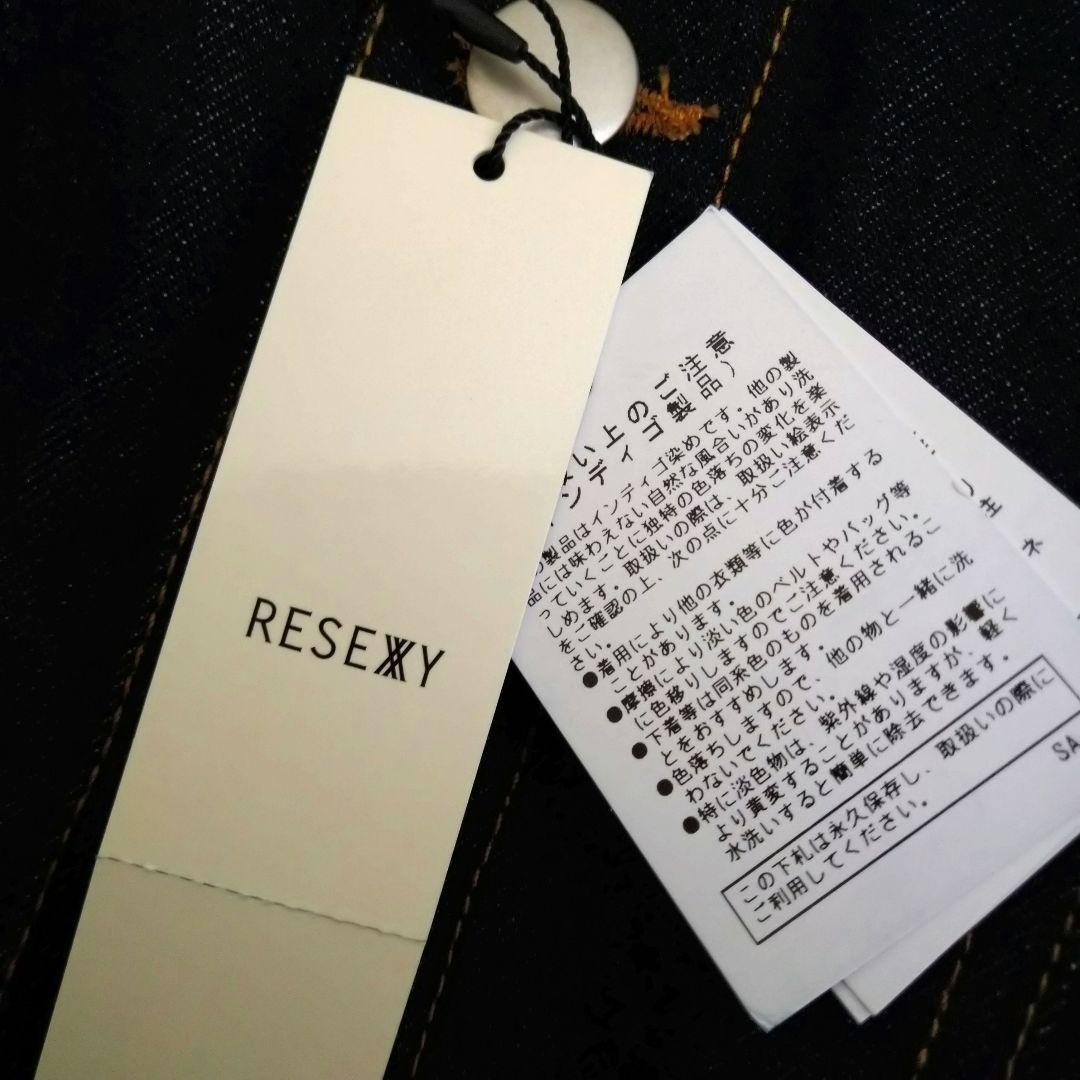 RESEXXY
い上のご注意
ンディゴ製品）
製品はインディゴ染めです。他の製
品には味わえない自然な風合いがあり洗
っていくごとに独特の色落ちの変化を楽
しめます。取扱いの際は、取扱い絵表示
をご確認の上、次の点に十分ご注意くだ
さい。
●着用により他の衣類等に色が付着する
ことがあります。
●摩擦により淡い色のベルトやバッグ等
に色移りしますのでご注意ください。
●下着等は同系色のものを着用されるこ
とをおすすめします。
●色落ちしますので、他の物と一緒に洗
わないでください。
●特に淡色物は、紫外線や湿度の影響に
より黄変することがありますが、軽く
水洗いすると簡単に除去できます。
この下札は永久保存し、取扱いの際に
ご利用してください。
SA
主
ネ